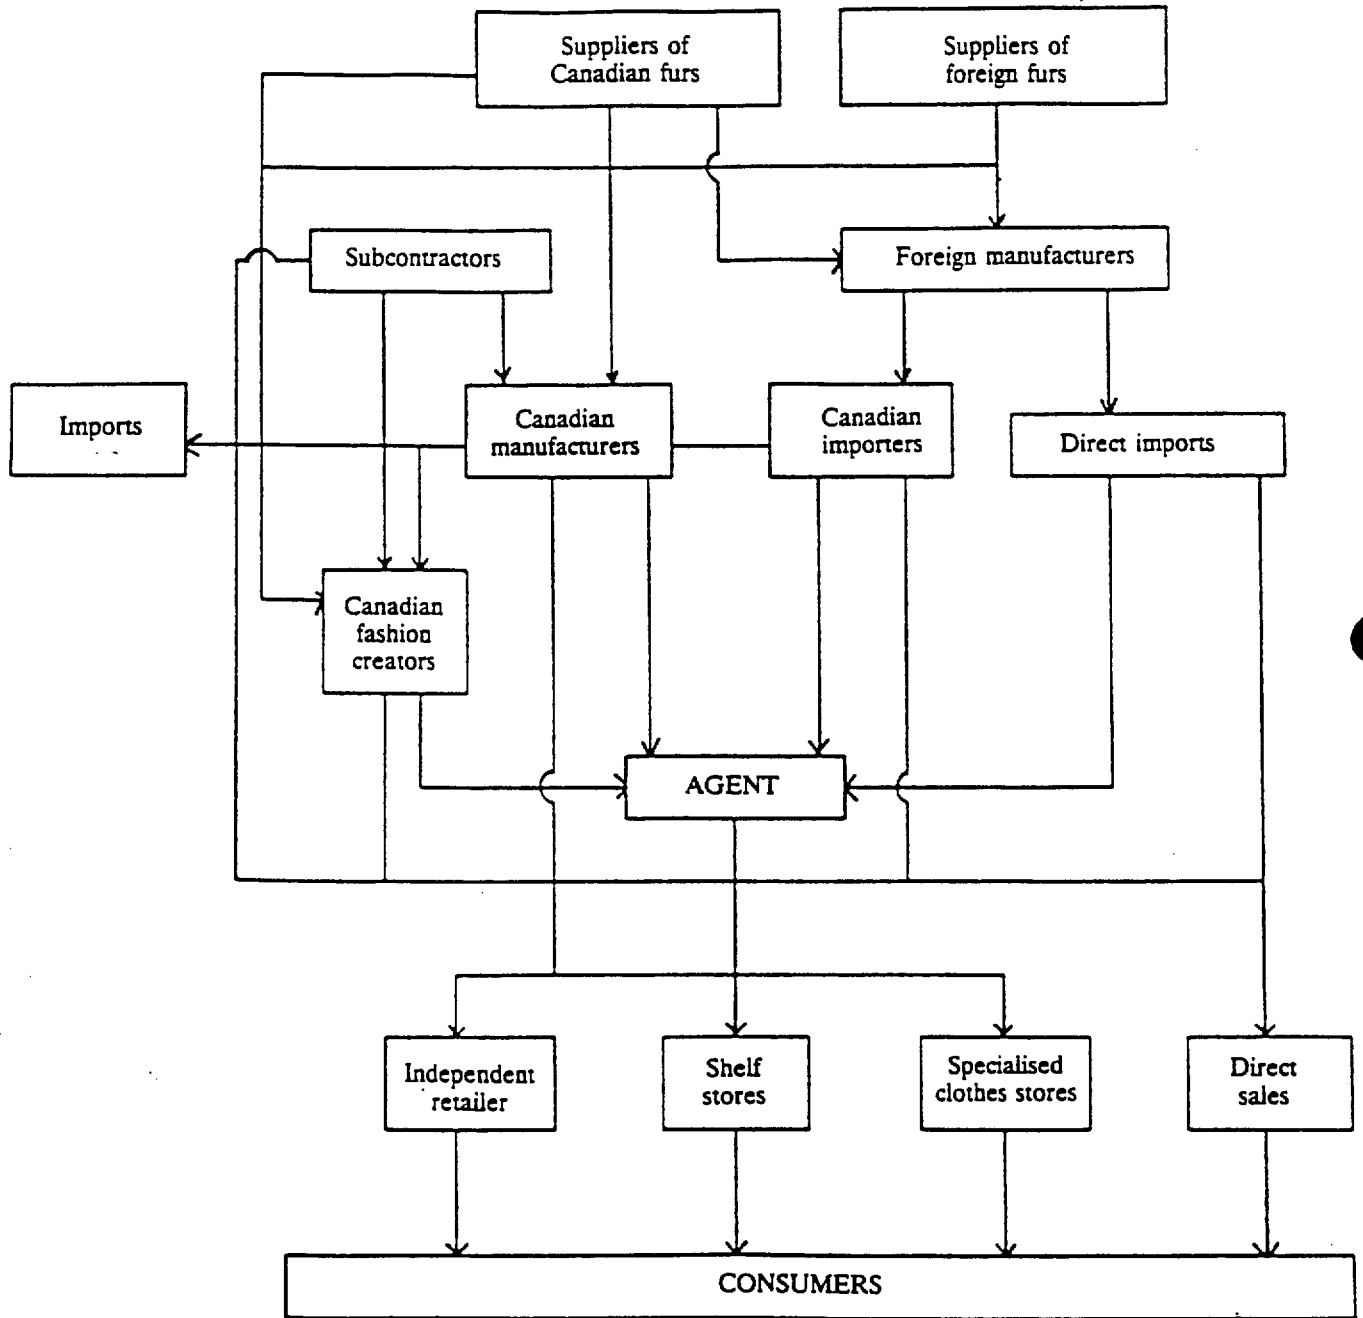 Suppliers of
Canadian furs
Suppliers of
foreign furs
Subcontractors
Foreign manufacturers
Imports
Canadian
manufacturers
Canadian
importers
Direct imports
Canadian
fashion
creators
AGENT
Independent
retailer
Shelf
stores
Specialised
clothes stores
Direct
sales
CONSUMERS